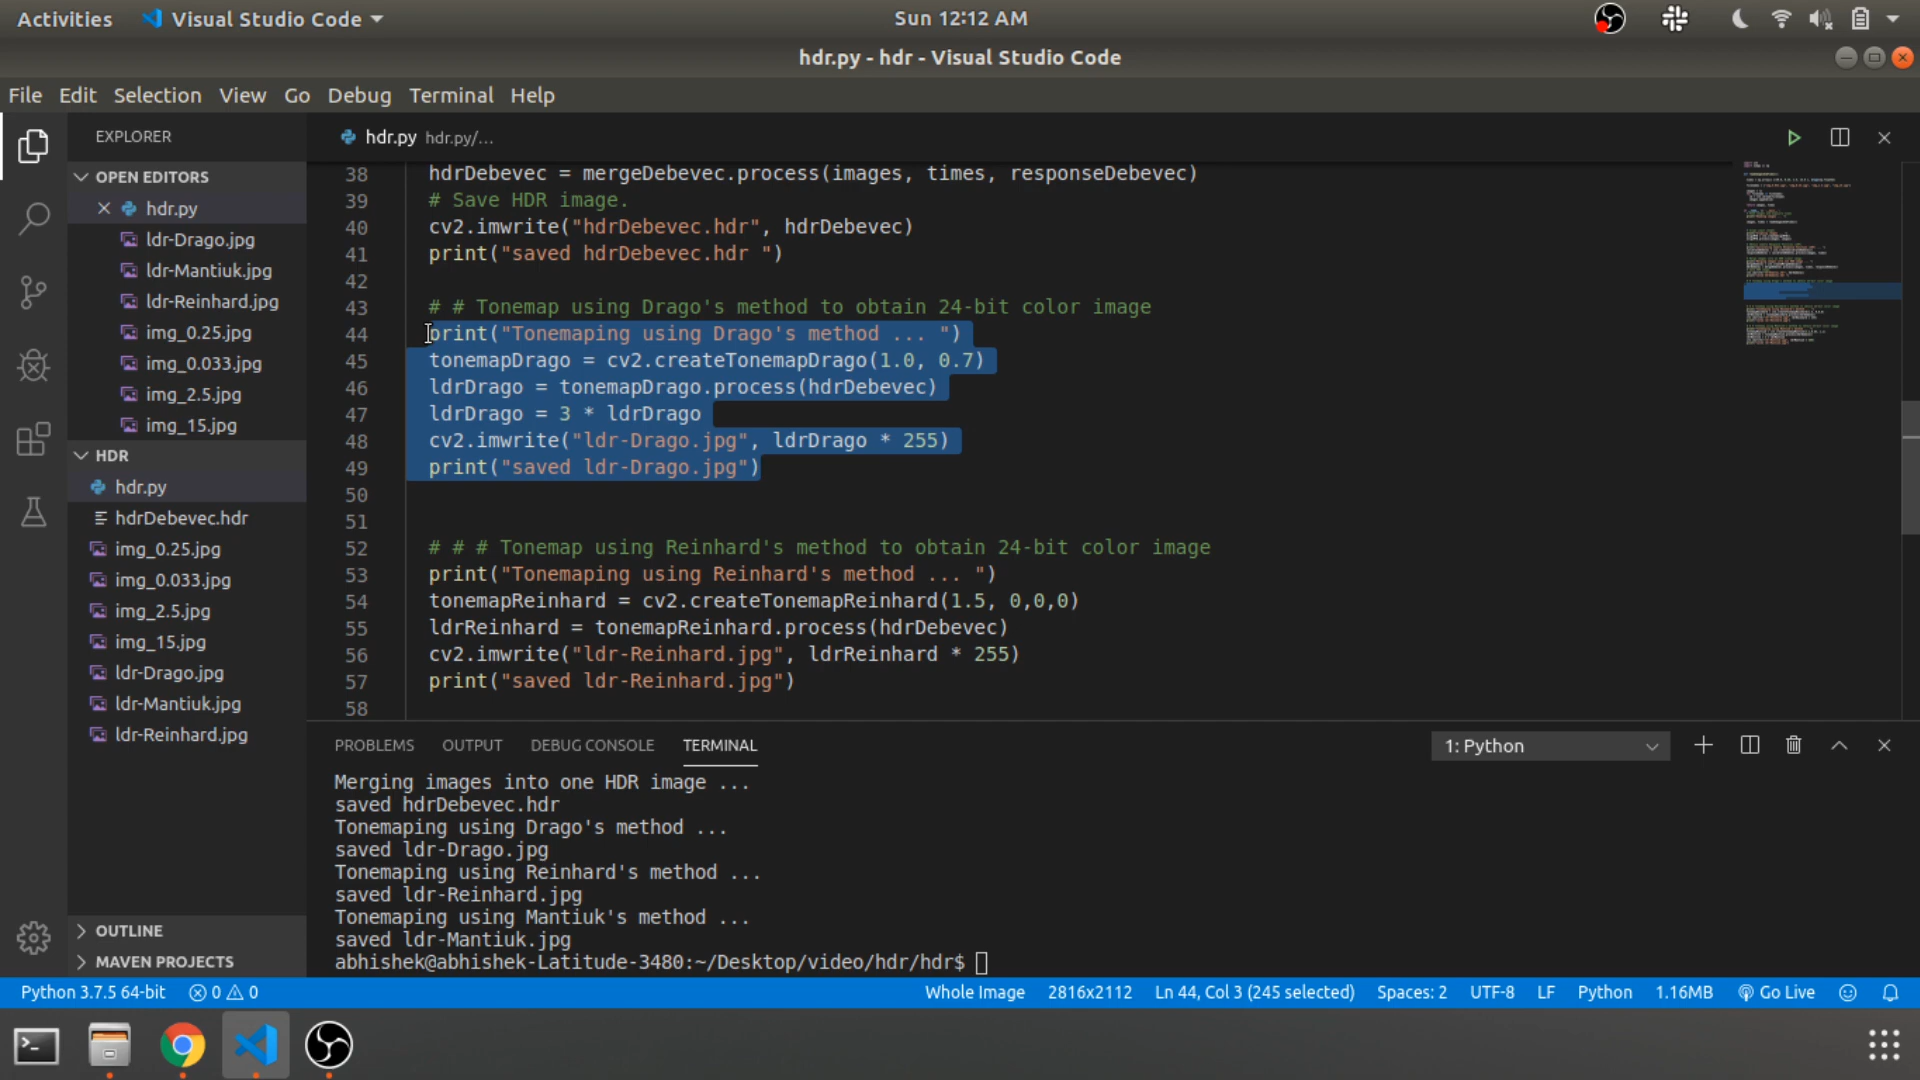 Activities
Visual Studio Code
Sun 12:12 AM
hdr.py - hdr - Visual Studio Code
File Edit Selection View Go Debug Terminal Help
EXPLORER
OPEN EDITORS
hdr.py
ldr-Drago.jpg
ldr-Mantiuk.jpg
ldr-Reinhard.jpg
img_0.25.jpg
img_0.033.jpg
img_2.5.jpg
img_15.jpg
HDR
hdr.py
hdrDebevec.hdr
img_0.25.jpg
img_0.033.jpg
img_2.5.jpg
img_15.jpg
ldr-Drago.jpg
ldr-Mantiuk.jpg
ldr-Reinhard.jpg
OUTLINE
MAVEN PROJECTS
hdr.py hdr.py/...
38 hdrDebevec = mergeDebevec.process(images, times, responseDebevec)
39 # Save HDR image.
40 cv2.imwrite("hdrDebevec.hdr", hdrDebevec)
41 print("saved hdrDebevec.hdr ")
42
43 # # Tonemap using Drago's method to obtain 24-bit color image
44 print("Tonemaping using Drago's method ... ")
45 tonemapDrago = cv2.createTonemapDrago(1.0, 0.7)
46 ldrDrago = tonemapDrago.process(hdrDebevec)
47 ldrDrago = 3 * ldrDrago
48 cv2.imwrite("ldr-Drago.jpg", ldrDrago * 255)
49 print("saved ldr-Drago.jpg")
50
51
52 # # # Tonemap using Reinhard's method to obtain 24-bit color image
53 print("Tonemaping using Reinhard's method ... ")
54 tonemapReinhard = cv2.createTonemapReinhard(1.5, 0,0,0)
55 ldrReinhard = tonemapReinhard.process(hdrDebevec)
56 cv2.imwrite("ldr-Reinhard.jpg", ldrReinhard * 255)
57 print("saved ldr-Reinhard.jpg")
58
PROBLEMS OUTPUT DEBUG CONSOLE TERMINAL
1: Python
Merging images into one HDR image ...
saved hdrDebevec.hdr
Tonemaping using Drago's method ...
saved ldr-Drago.jpg
Tonemaping using Reinhard's method ...
saved ldr-Reinhard.jpg
Tonemaping using Mantiuk's method ...
saved ldr-Mantiuk.jpg
abhishek@abhishek-Latitude-3480:~/Desktop/video/hdr/hdr$
Python 3.7.5 64-bit 0 0 Whole Image 2816x2112 Ln 44, Col 3 (245 selected) Spaces: 2 UTF-8 LF Python 1.16MB Go Live